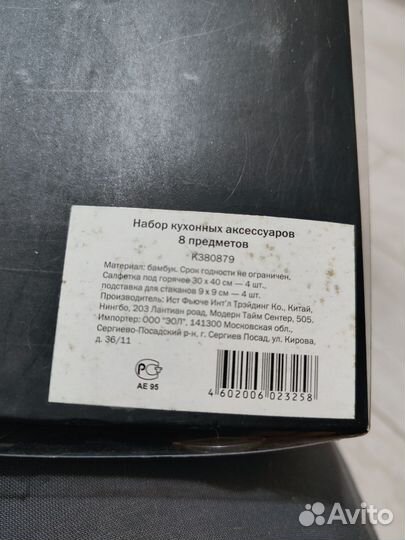 Набор кухонных аксессуаров
8 предметов
K380879
Материал: бамбук. Срок годности не ограничен.
Салфетка под горячее 30 x 40 см — 4 шт.,
подставка для стаканов 9 x 9 см — 4 шт.
Производитель: Ист Фьюче Инт'л Трэйдинг Ко., Китай,
Нингбо, 203 Лантиан роад, Модерн Тайм Сентер, 505.
Импортер: ООО "ЭОЛ", 141300 Московская обл.,
Сергиево-Посадский р-н, г. Сергиев Посад, ул. Кирова,
д. 36/11
АЕ 95
4 602006 023258
Avito